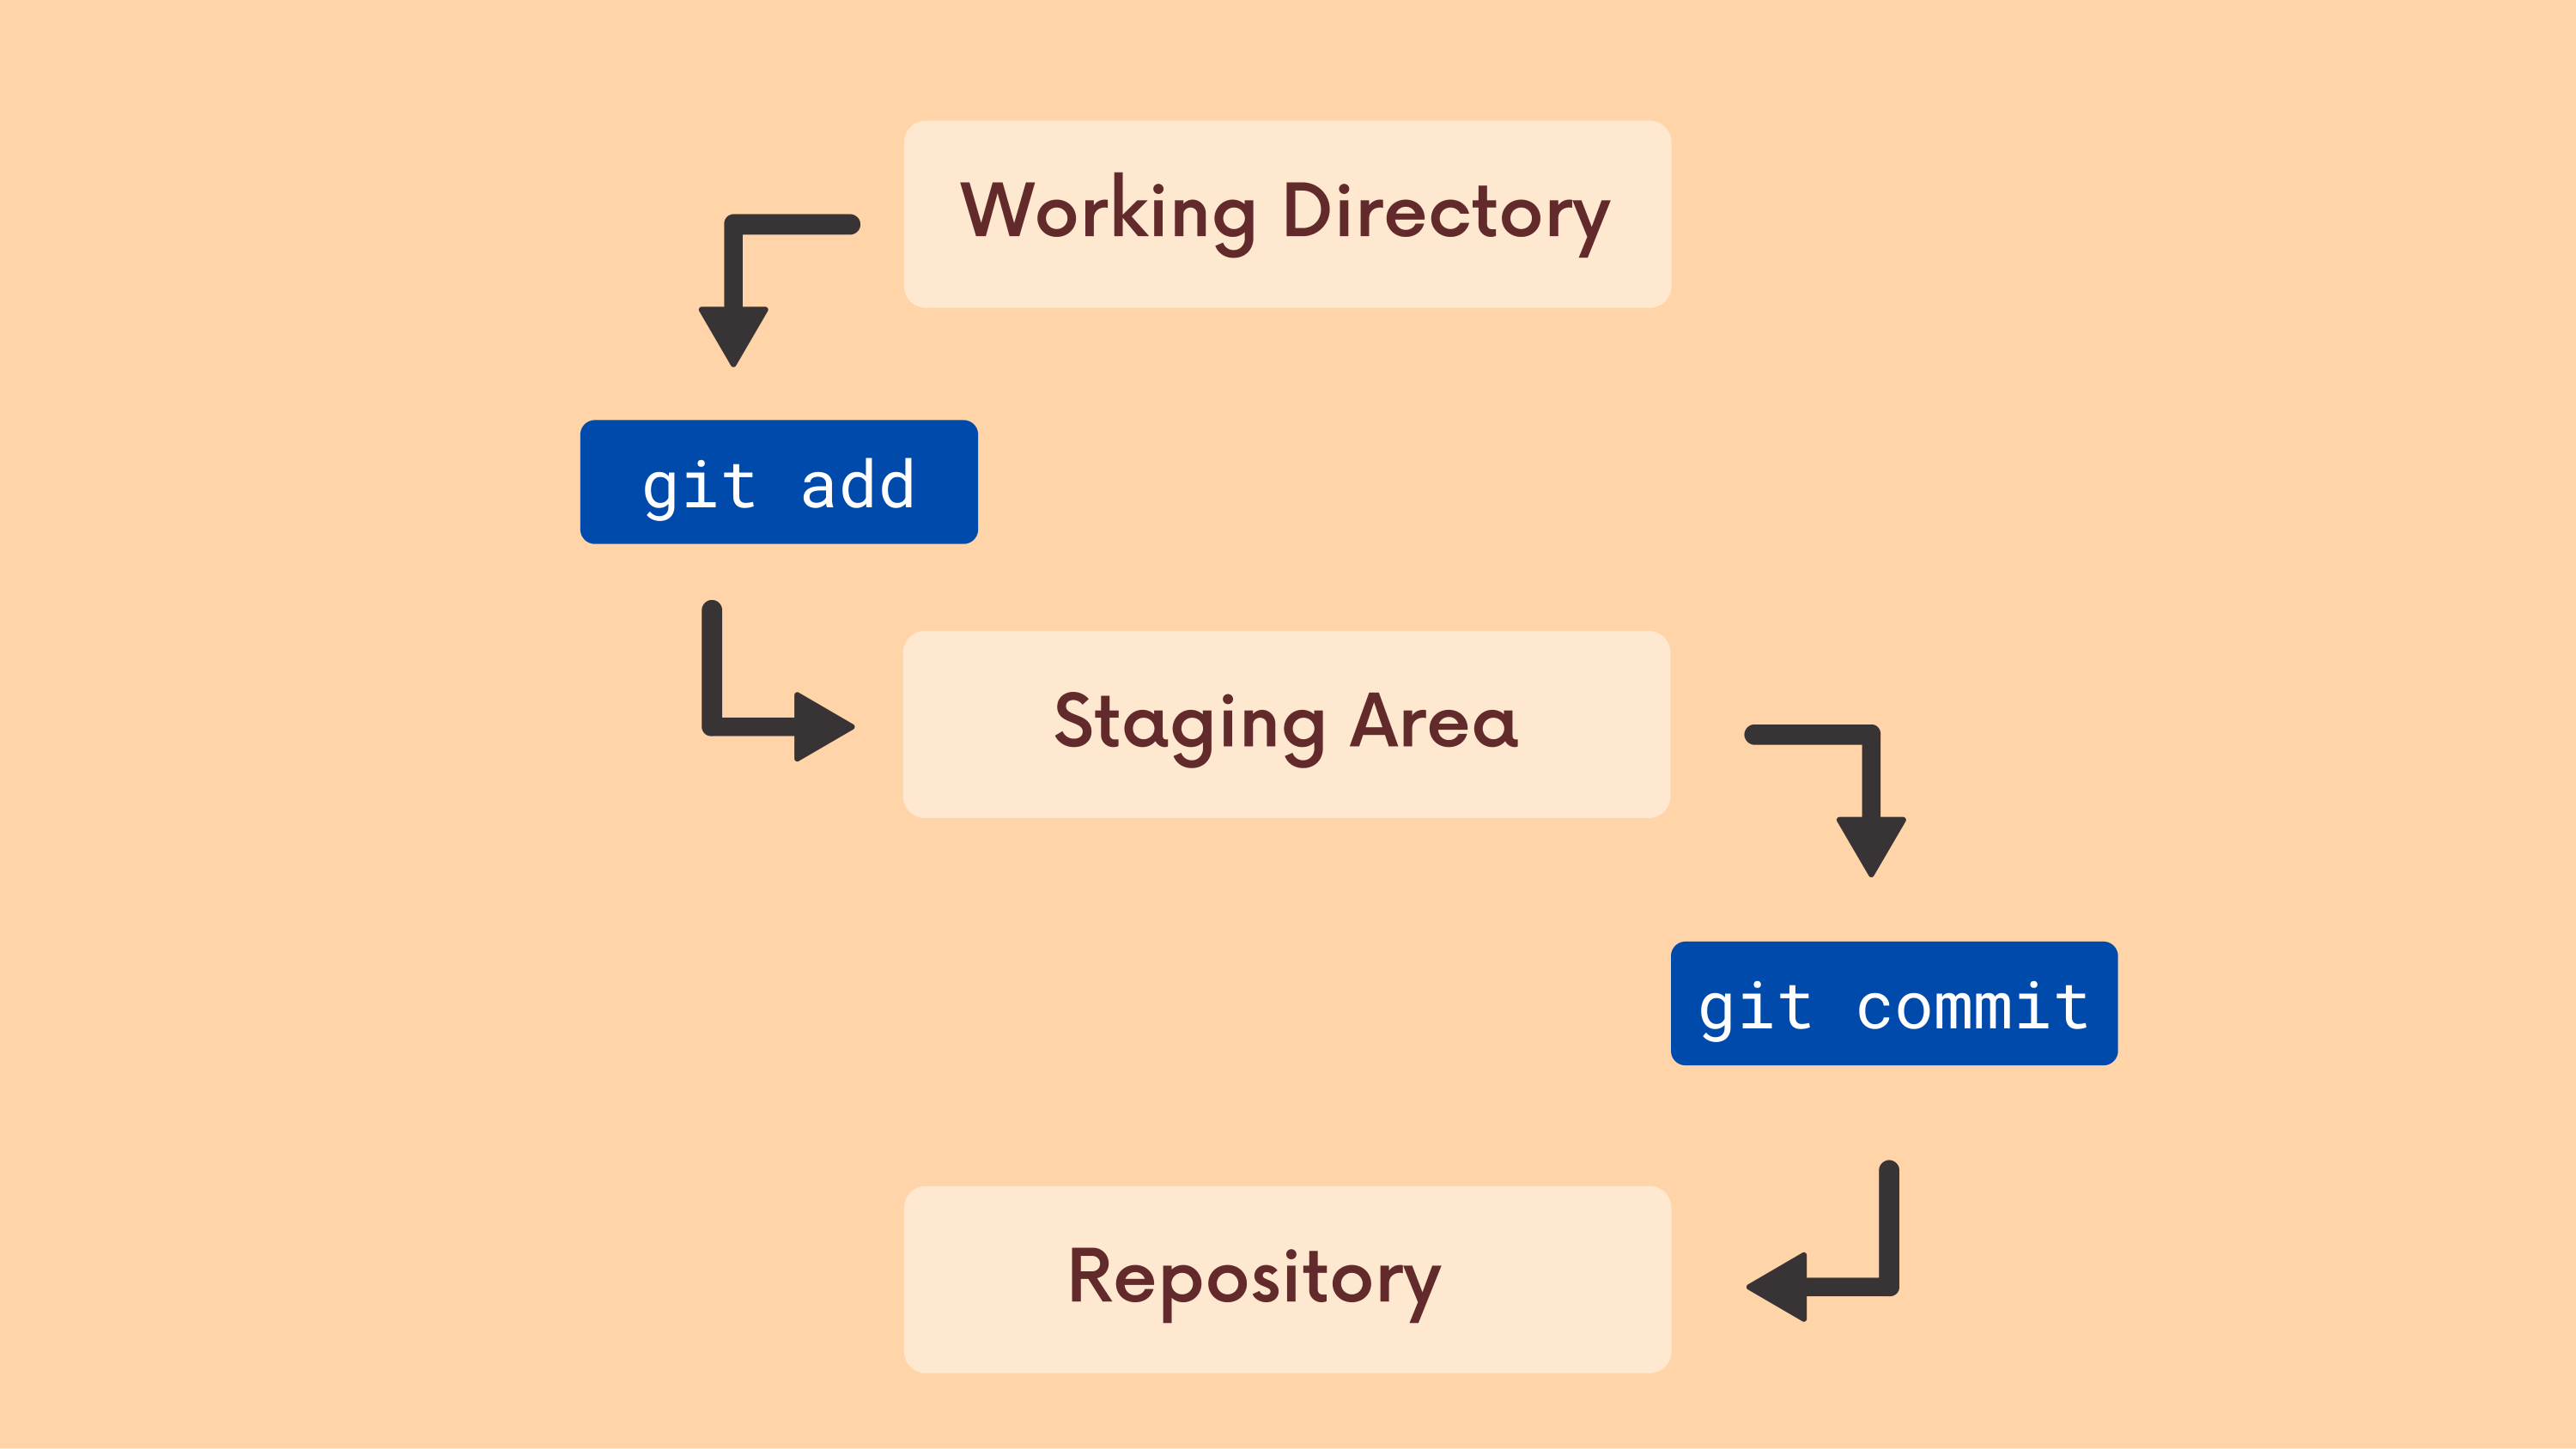 Working Directory
git add
Staging Area
git commit
Repository